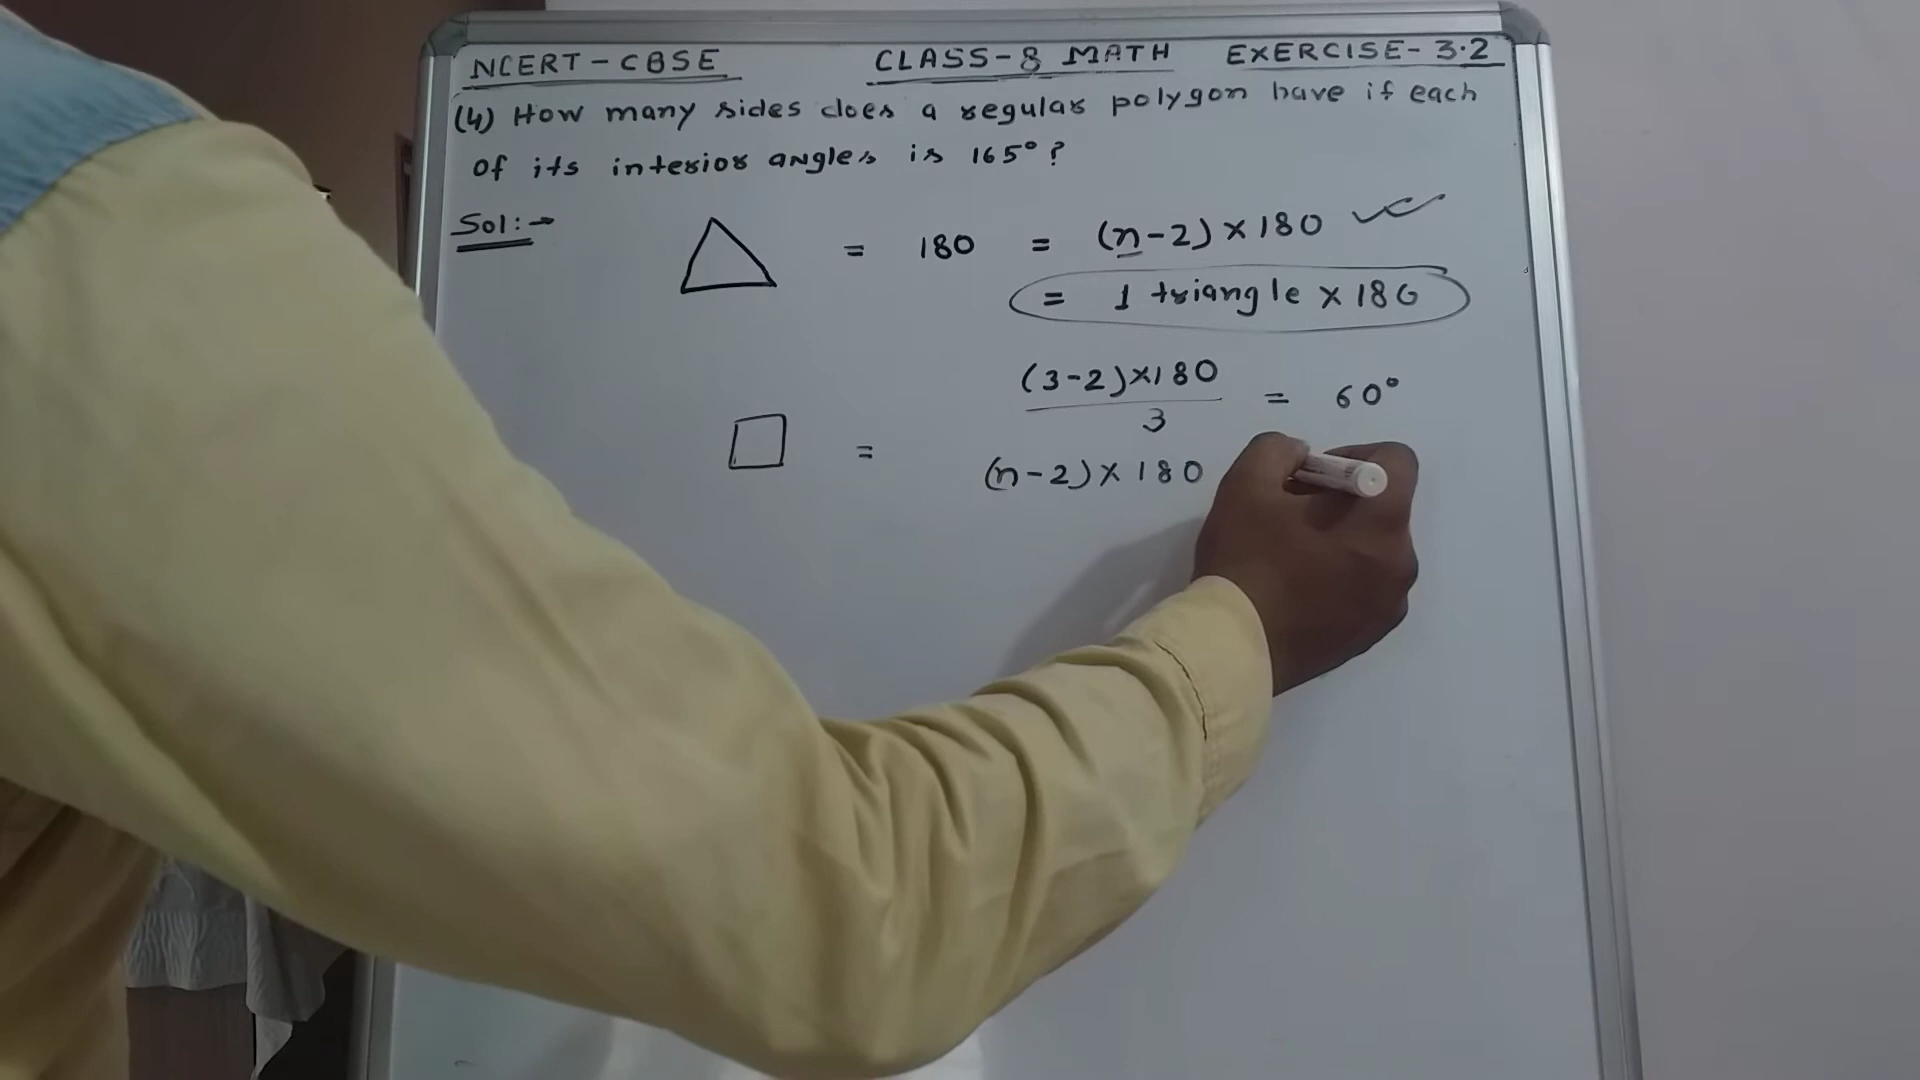 NCERT - CBSE CLASS-8 MATH EXERCISE- 3.2
(4) How many sides does a regular polygon have if each
of its interior angles is 165°?
Sol:→
= 180 = (n-2) × 180
= 1 triangle × 180
(3-2)×180
3
= 60°
= (n-2) × 180